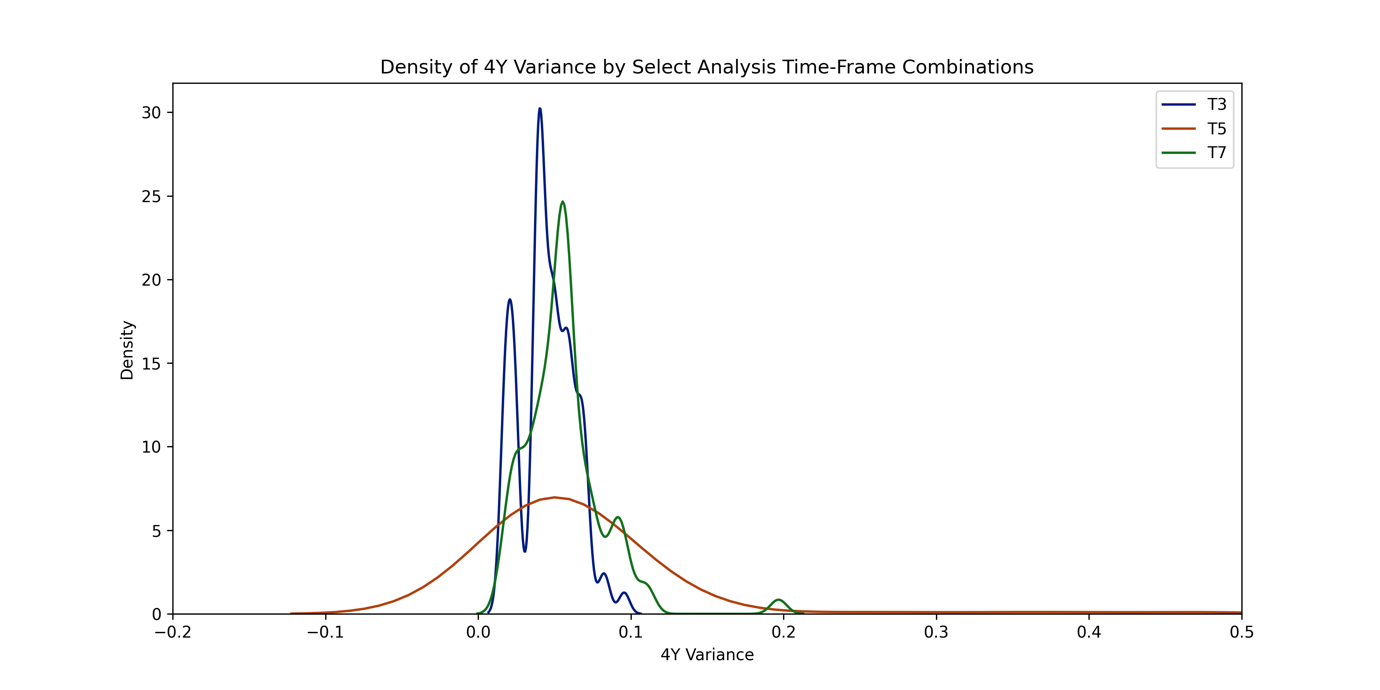 Density of 4Y Variance by Select Analysis Time-Frame Combinations
T3
T5
T7
30
25
20
15
10
5
0
Density
−0.2 −0.1 0.0 0.1 0.2 0.3 0.4 0.5
4Y Variance